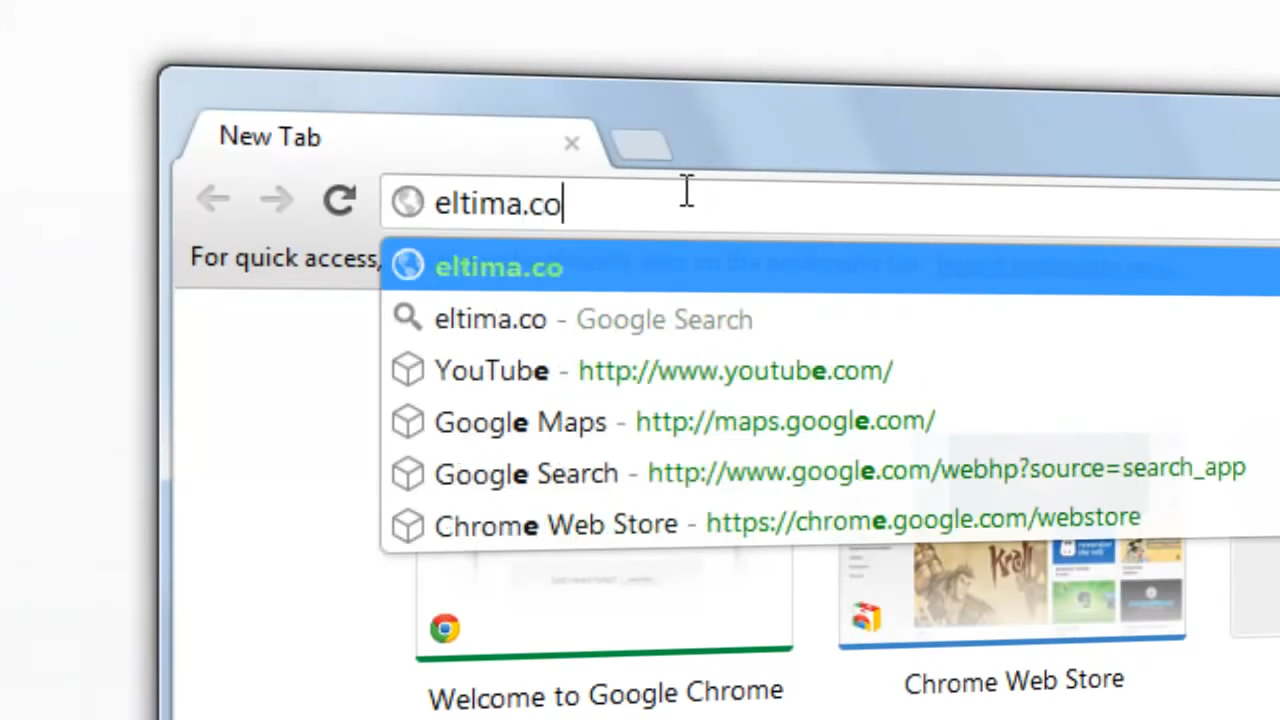 New Tab
eltima.co
For quick access,
eltima.co
eltima.co - Google Search
YouTube - http://www.youtube.com/
Google Maps - http://maps.google.com/
Google Search - http://www.google.com/webhp?source=search_app
Chrome Web Store - https://chrome.google.com/webstore
Krall
Welcome to Google Chrome
Chrome Web Store